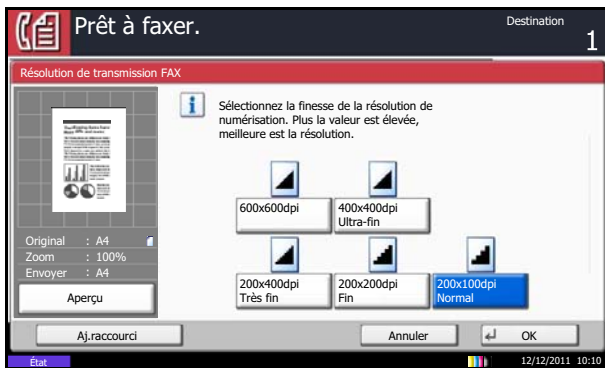 Prêt à faxer.
Destination
1
Résolution de transmission FAX
Sélectionnez la finesse de la résolution de
numérisation. Plus la valeur est élevée,
meilleure est la résolution.
600x600dpi
400x400dpi
Ultra-fin
Original : A4
Zoom : 100%
Envoyer : A4
200x400dpi
Très fin
200x200dpi
Fin
200x100dpi
Normal
Aperçu
Aj.raccourci
Annuler
OK
État
12/12/2011 10:10